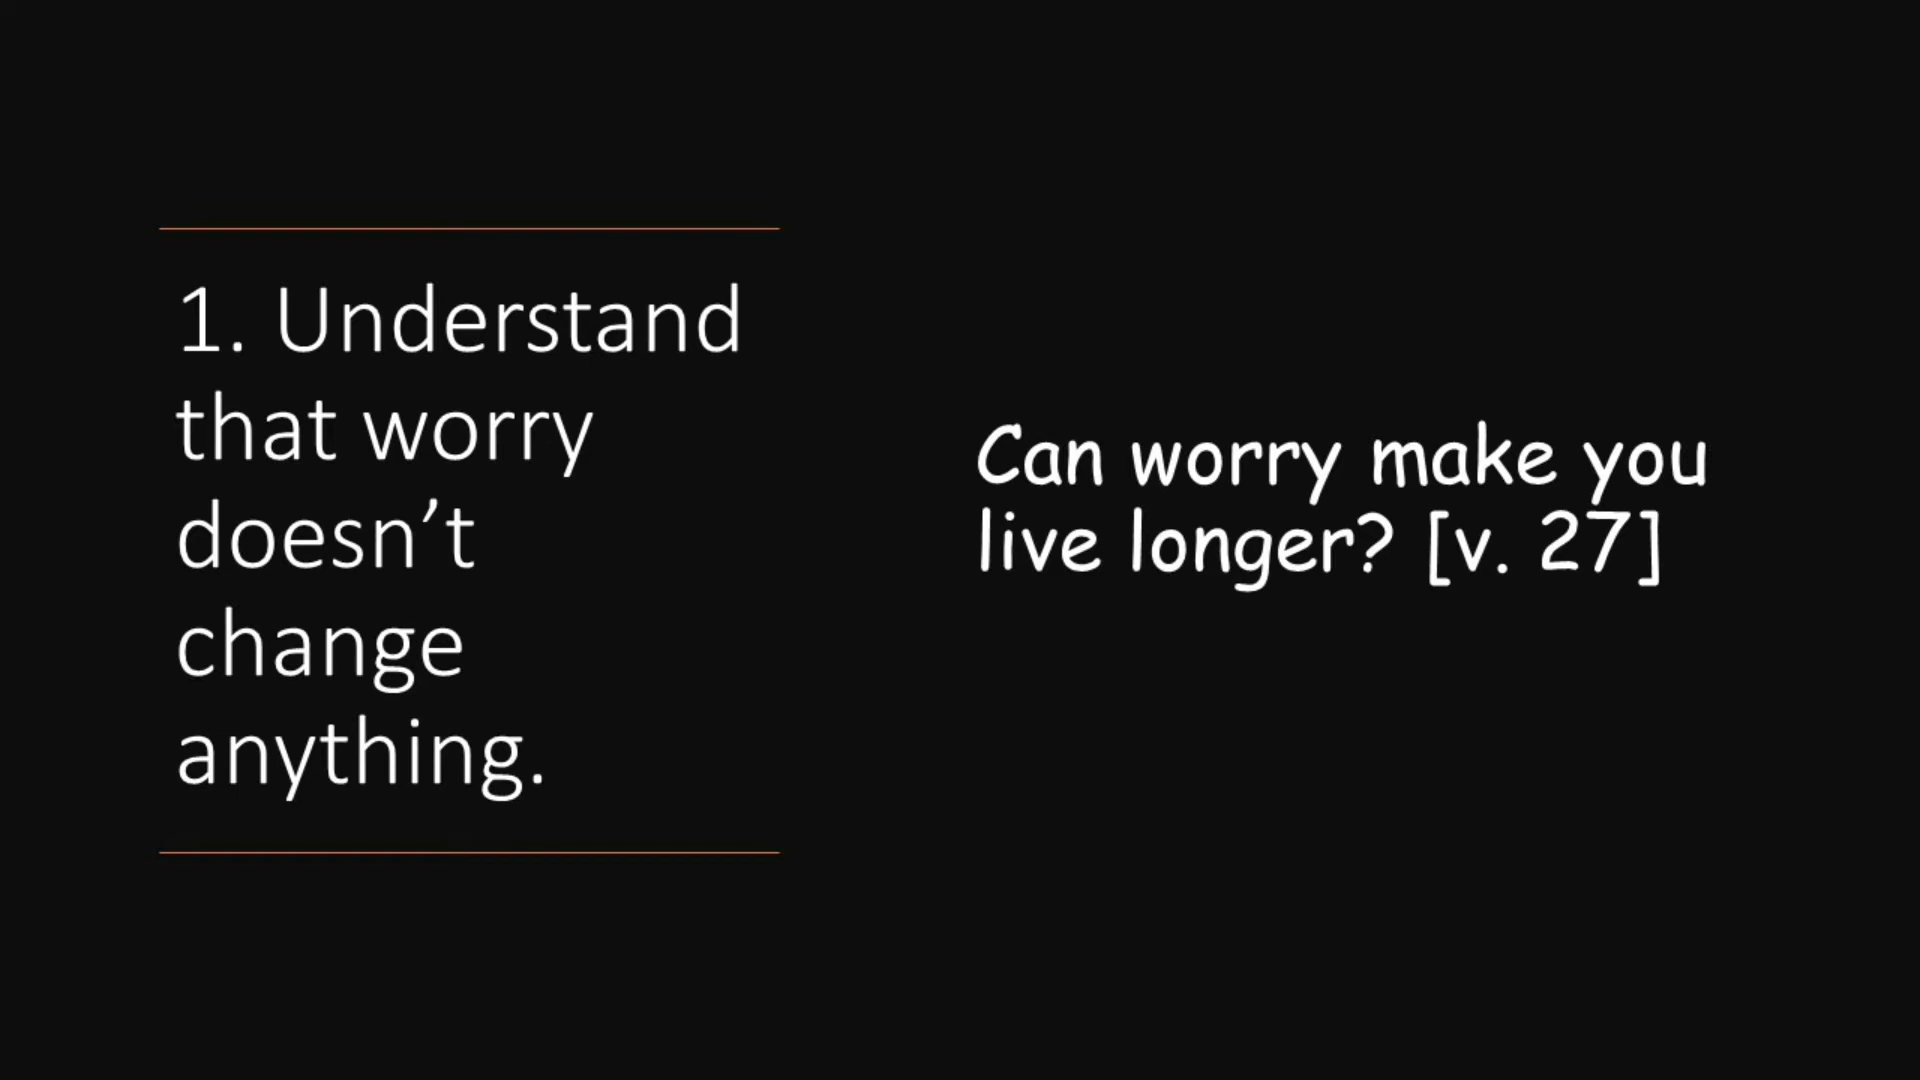 1. Understand
that worry
doesn’t
change
anything.
Can worry make you
live longer? [v. 27]